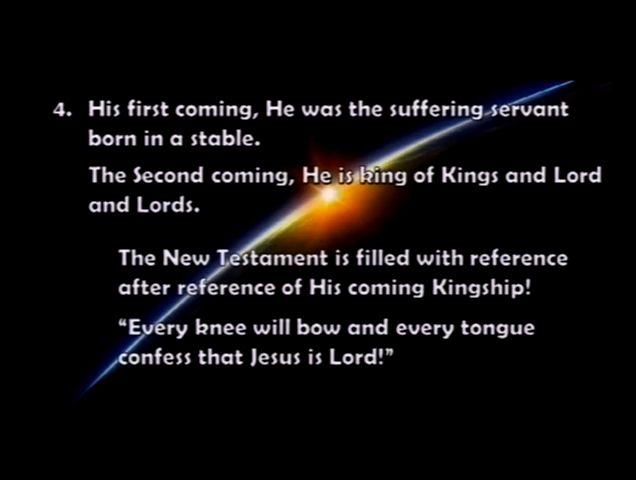 4. His first coming, He was the suffering servant
born in a stable.
The Second coming, He is king of Kings and Lord
and Lords.
The New Testament is filled with reference
after reference of His coming Kingship!
“Every knee will bow and every tongue
confess that Jesus is Lord!”